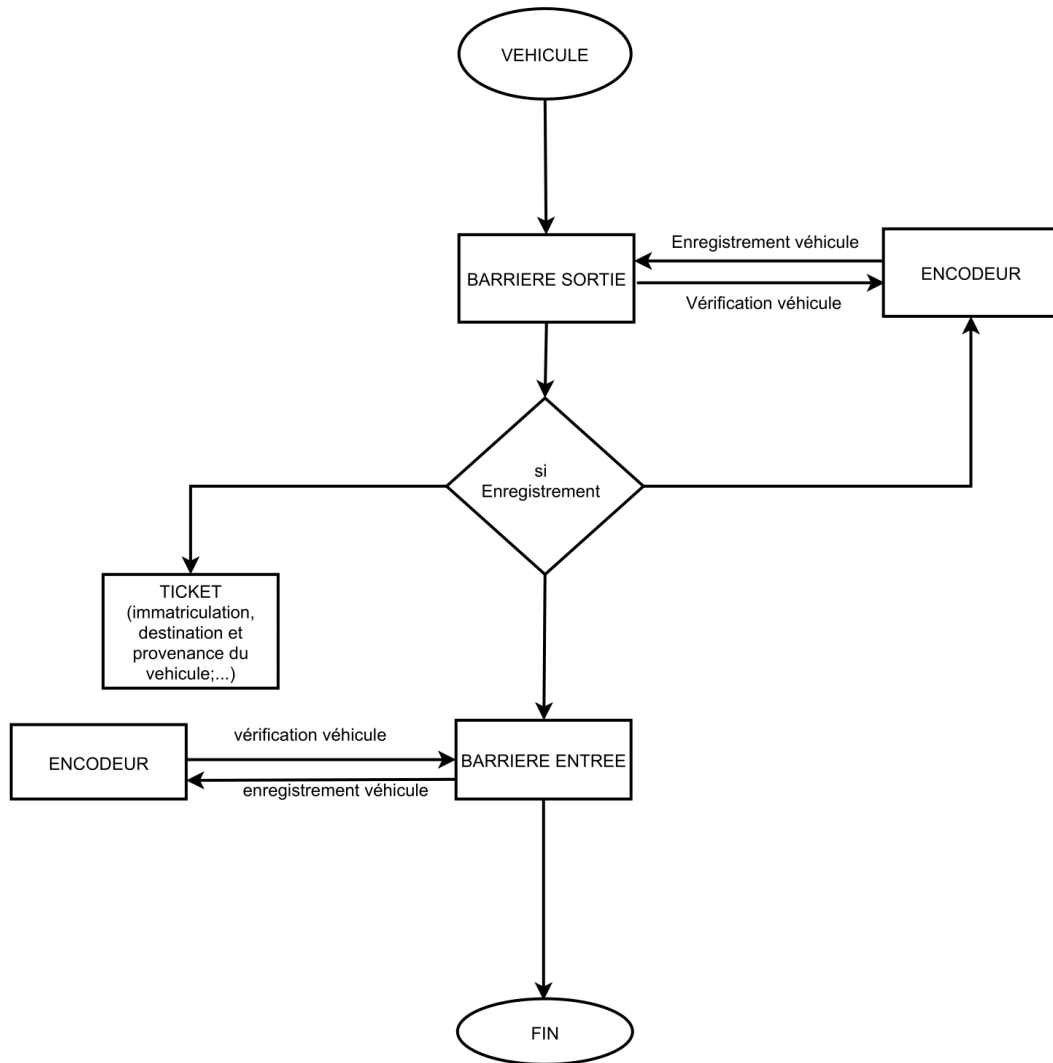 VEHICULE
Enregistrement véhicule
BARRIERE SORTIE
ENCODEUR
Vérification véhicule
si
Enregistrement
TICKET
(immatriculation,
destination et
provenance du
vehicule;...)
vérification véhicule
ENCODEUR
BARRIERE ENTREE
enregistrement véhicule
FIN